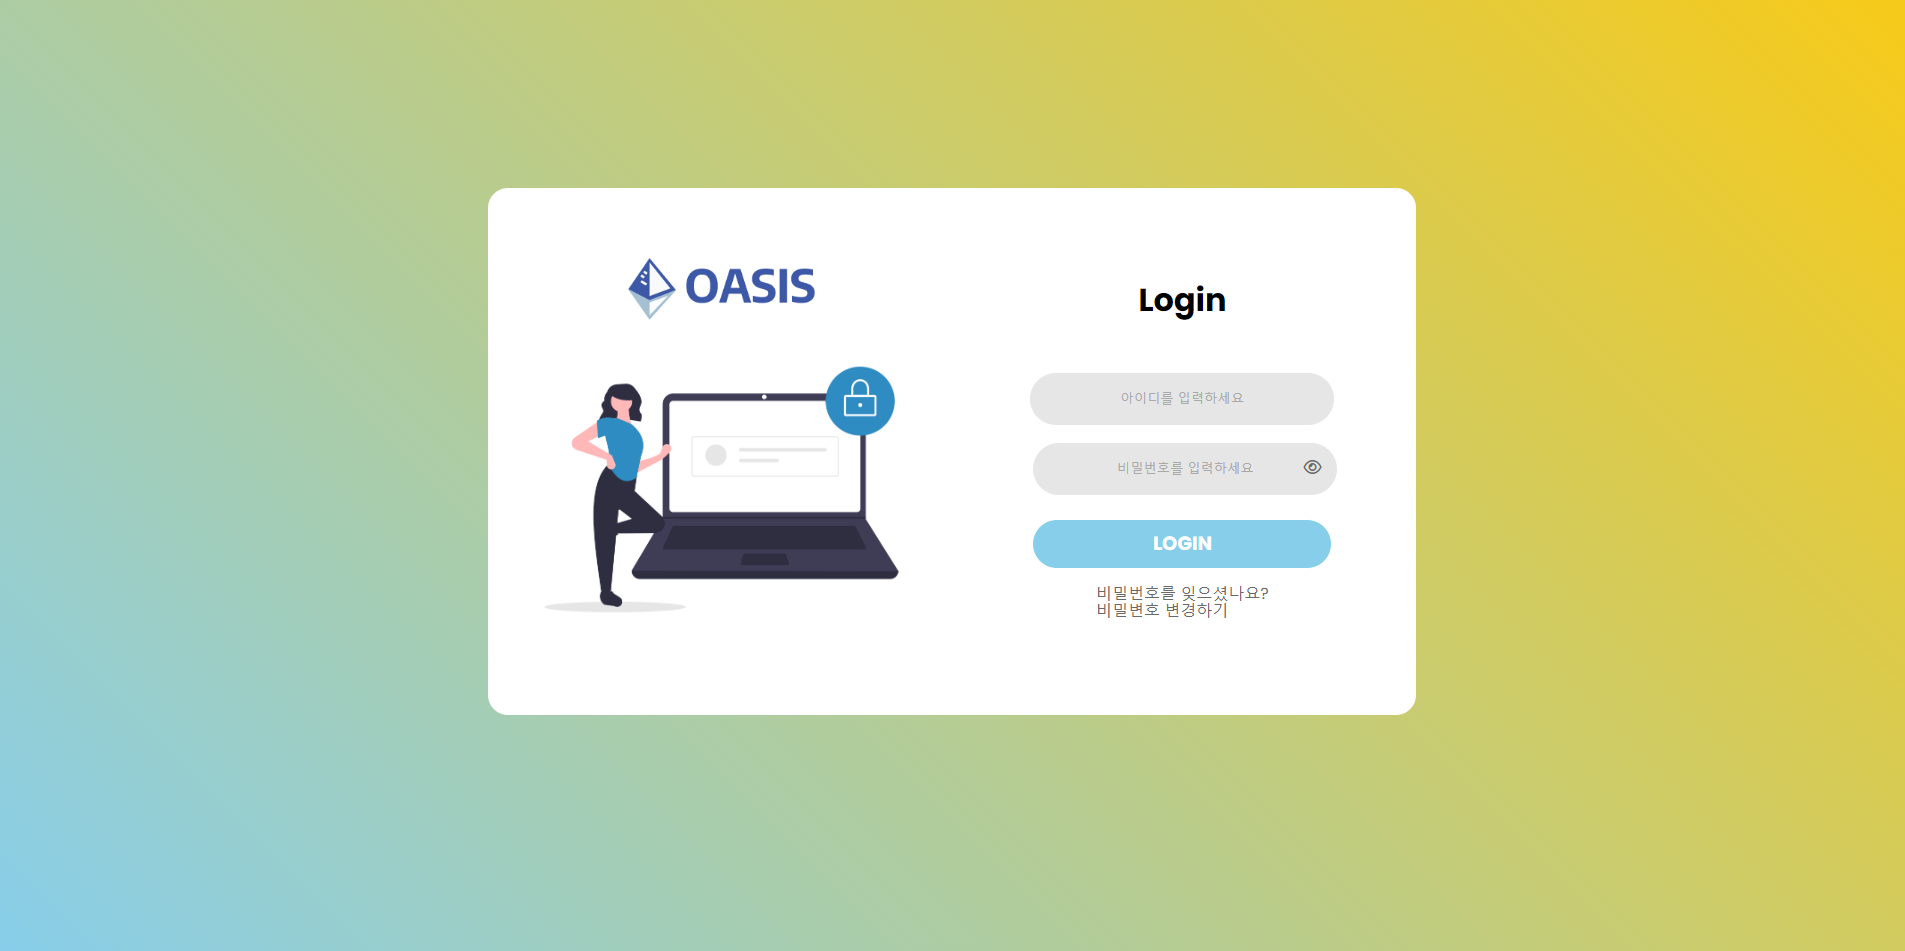 OASIS
Login
아이디를 입력하세요
비밀번호를 입력하세요
LOGIN
비밀번호를 잊으셨나요?
비밀변호 변경하기